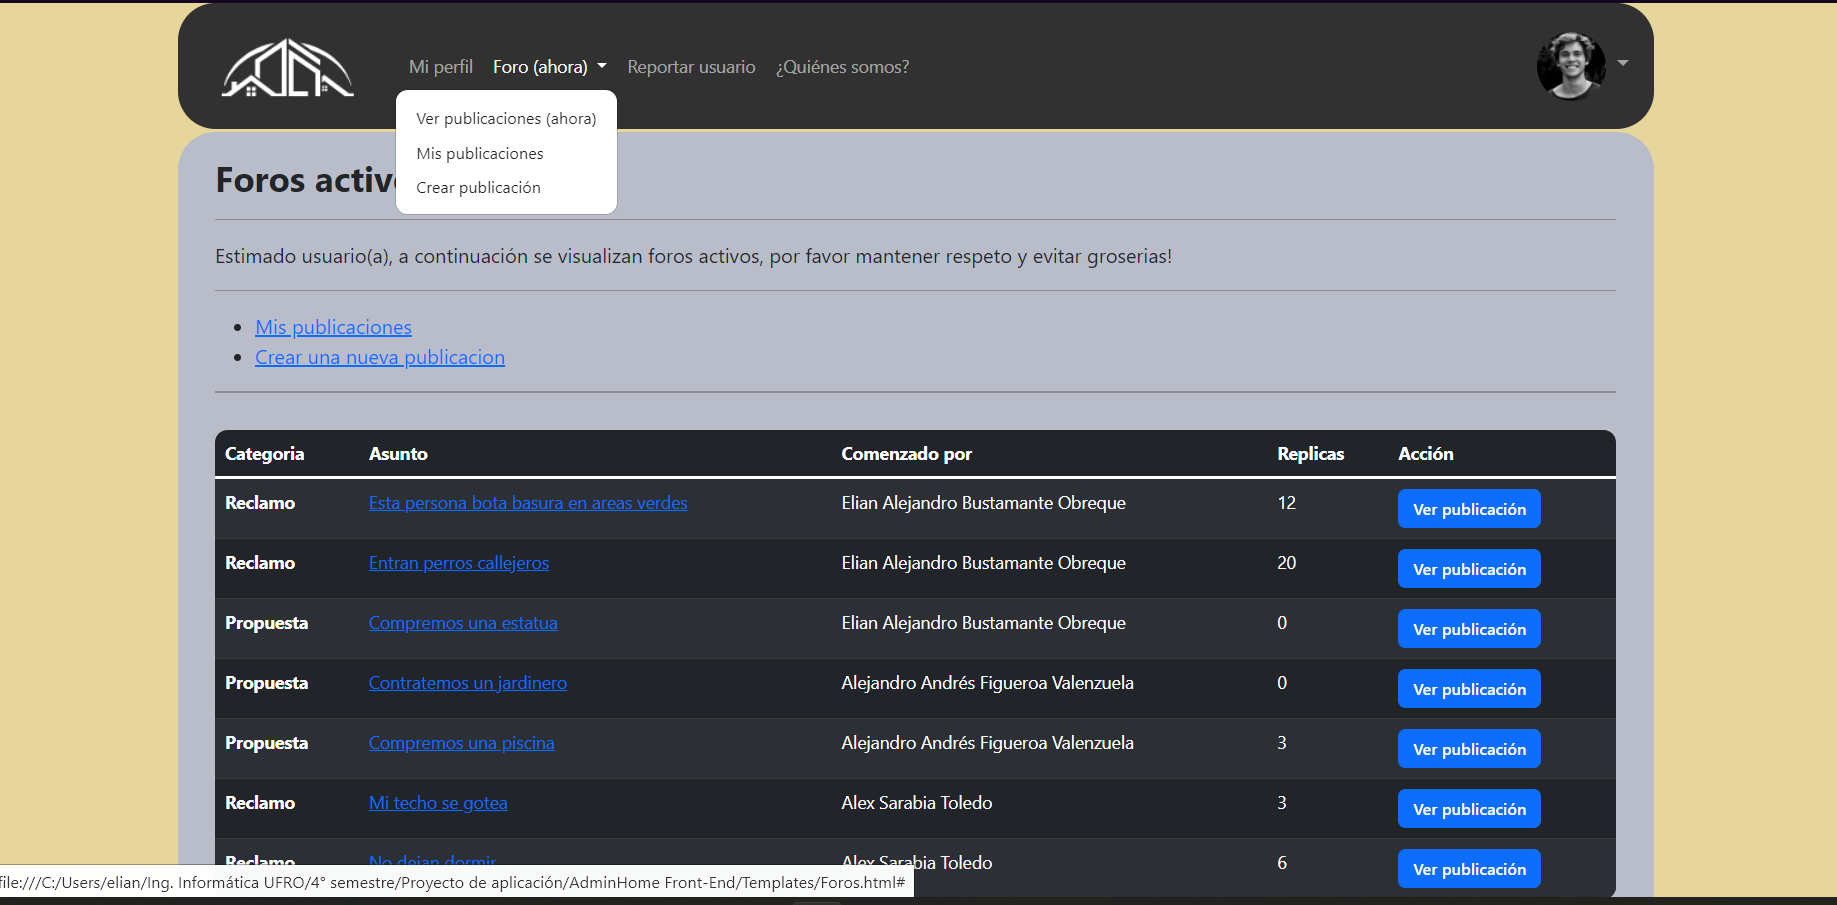 Mi perfil Foro (ahora) Reportar usuario ¿Quiénes somos?
Ver publicaciones (ahora)
Mis publicaciones
Crear publicación
Foros activ
Estimado usuario(a), a continuación se visualizan foros activos, por favor mantener respeto y evitar groserias!
Mis publicaciones
Crear una nueva publicacion
Categoria Asunto Comenzado por Replicas Acción
Reclamo Esta persona bota basura en areas verdes Elian Alejandro Bustamante Obreque 12 Ver publicación
Reclamo Entran perros callejeros Elian Alejandro Bustamante Obreque 20 Ver publicación
Propuesta Compremos una estatua Elian Alejandro Bustamante Obreque 0 Ver publicación
Propuesta Contratemos un jardinero Alejandro Andrés Figueroa Valenzuela 0 Ver publicación
Propuesta Compremos una piscina Alejandro Andrés Figueroa Valenzuela 3 Ver publicación
Reclamo Mi techo se gotea Alex Sarabia Toledo 3 Ver publicación
Reclamo No dejan dormir Alex Sarabia Toledo 6 Ver publicación
file:///C:/Users/elian/Ing. Informática UFRO/4° semestre/Proyecto de aplicación/AdminHome Front-End/Templates/Foros.html#